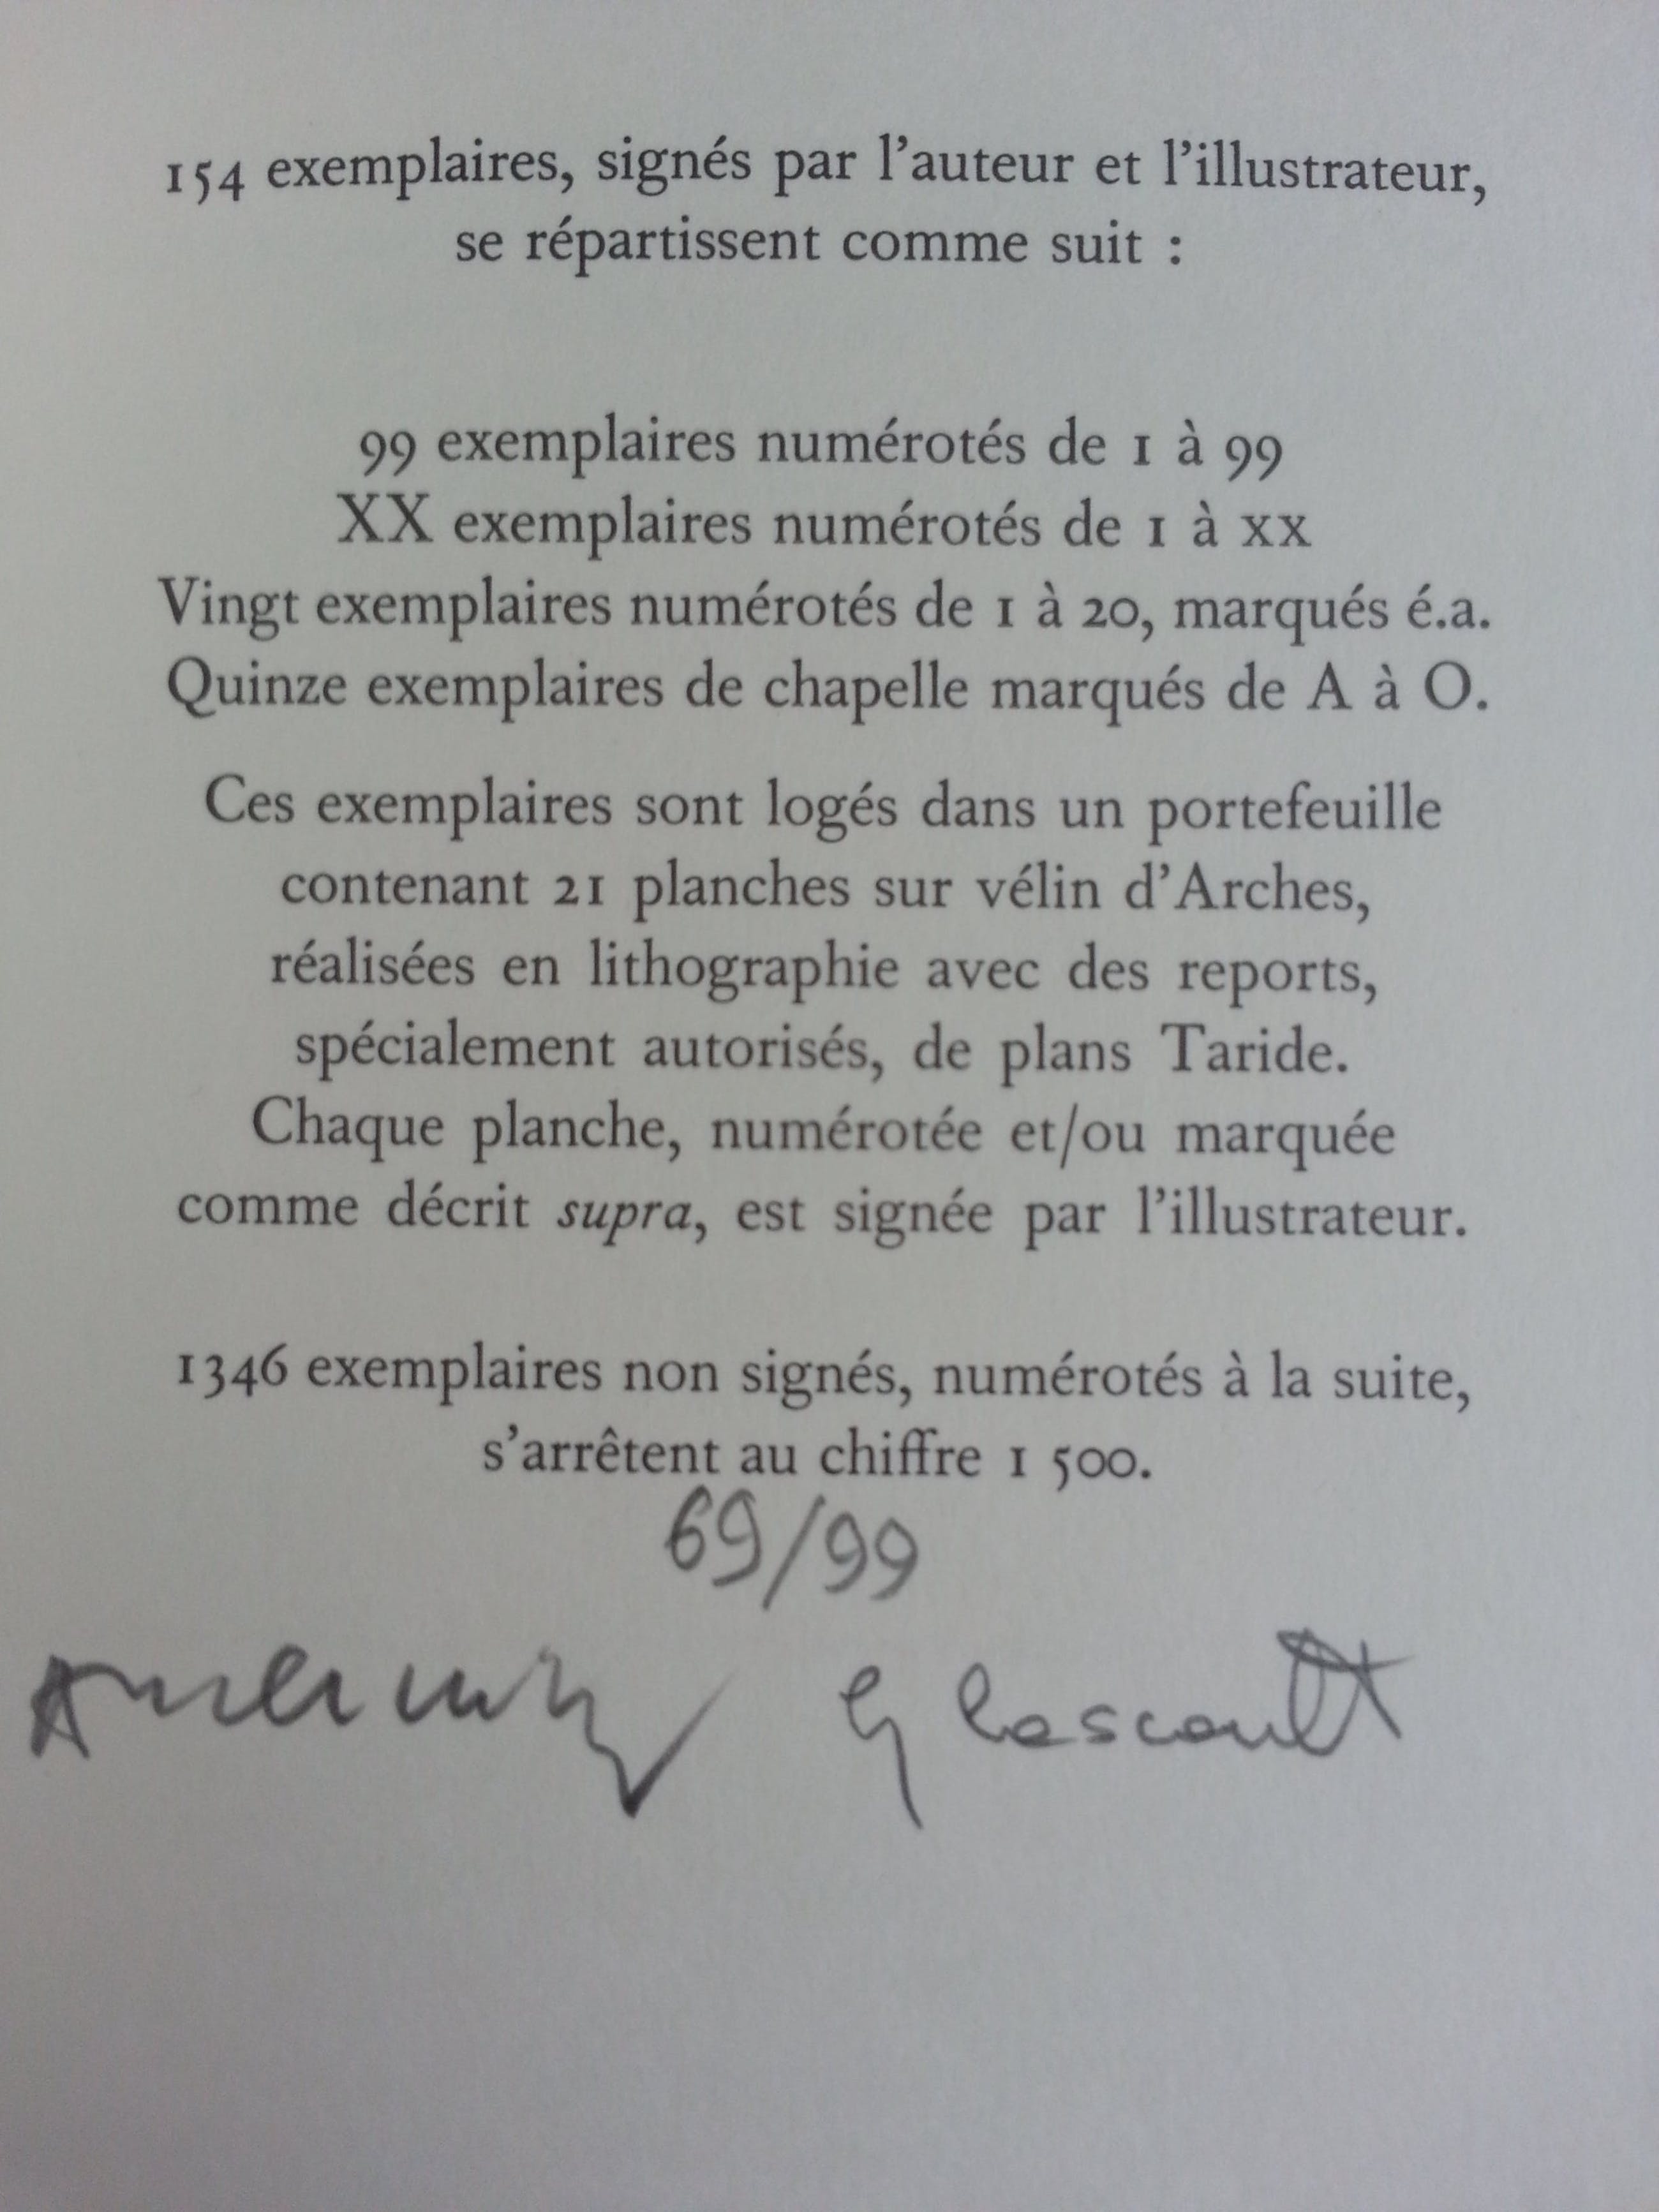 154 exemplaires, signés par l'auteur et l'illustrateur,
se répartissent comme suit :
99 exemplaires numérotés de 1 à 99
XX exemplaires numérotés de I à XX
Vingt exemplaires numérotés de 1 à 20, marqués é.a.
Quinze exemplaires de chapelle marqués de A à O.
Ces exemplaires sont logés dans un portefeuille
contenant 21 planches sur vélin d'Arches,
réalisées en lithographie avec des reports,
spécialement autorisés, de plans Taride.
Chaque planche, numérotée et/ou marquée
comme décrit supra, est signée par l'illustrateur.
1346 exemplaires non signés, numérotés à la suite,
s'arrêtent au chiffre 1 500.
69/99